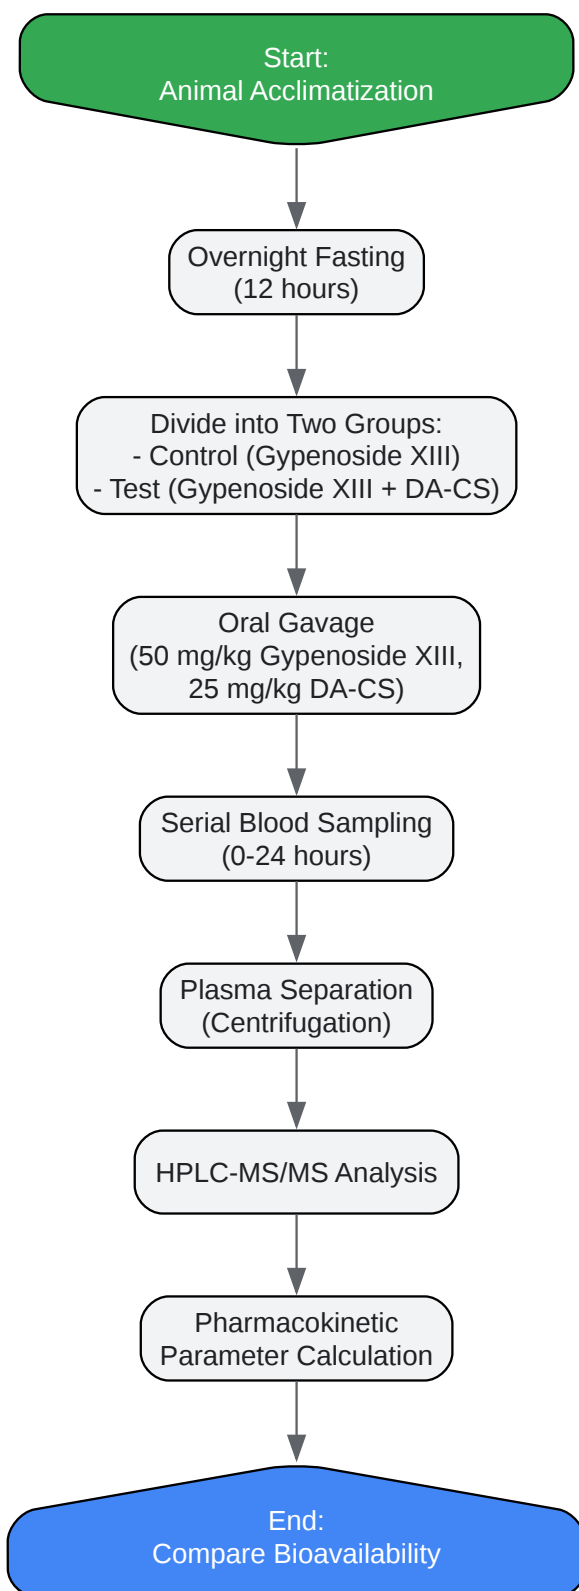 Start:
Animal Acclimatization
Overnight Fasting
(12 hours)
Divide into Two Groups:
- Control (Gypenoside XIII)
- Test (Gypenoside XIII + DA-CS)
Oral Gavage
(50 mg/kg Gypenoside XIII,
25 mg/kg DA-CS)
Serial Blood Sampling
(0-24 hours)
Plasma Separation
(Centrifugation)
HPLC-MS/MS Analysis
Pharmacokinetic
Parameter Calculation
End:
Compare Bioavailability